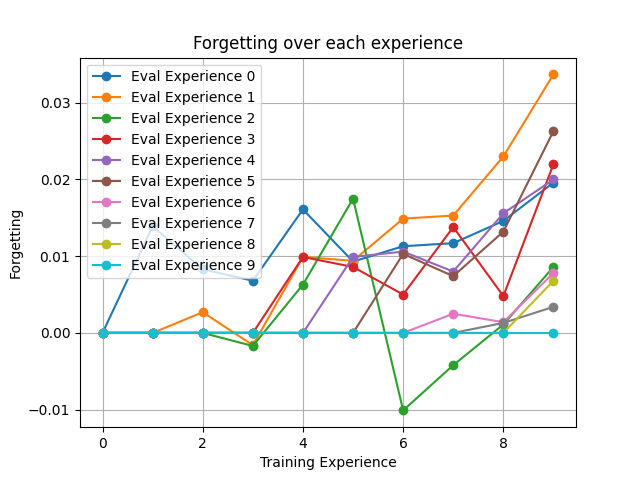 Forgetting over each experience
Eval Experience 0
Eval Experience 1
Eval Experience 2
Eval Experience 3
Eval Experience 4
Eval Experience 5
Eval Experience 6
Eval Experience 7
Eval Experience 8
Eval Experience 9
Forgetting
0.03
0.02
0.01
0.00
−0.01
0 2 4 6 8
Training Experience